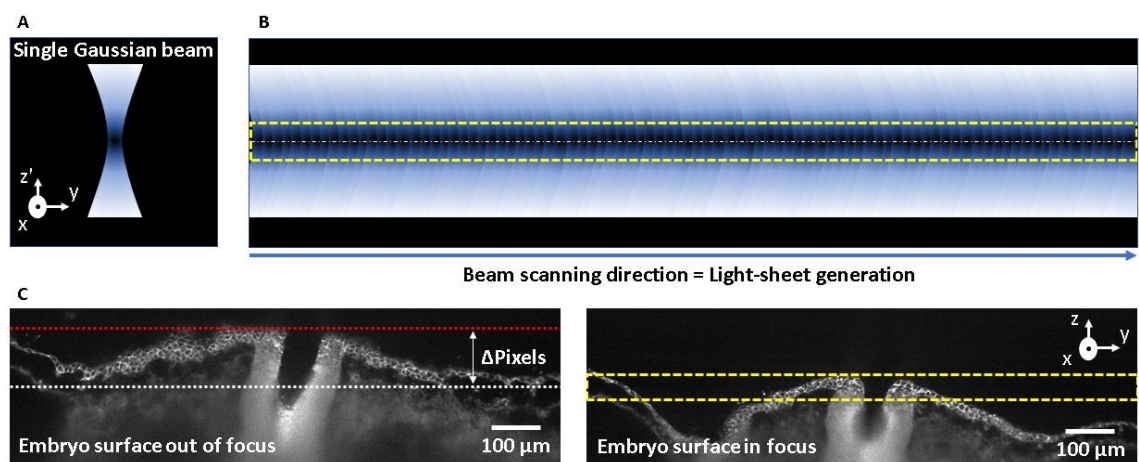 A
B
Single Gaussian beam
z'
y
x
Beam scanning direction = Light-sheet generation
C
ΔPixels
Embryo surface out of focus
100 µm
z
y
x
Embryo surface in focus
100 µm